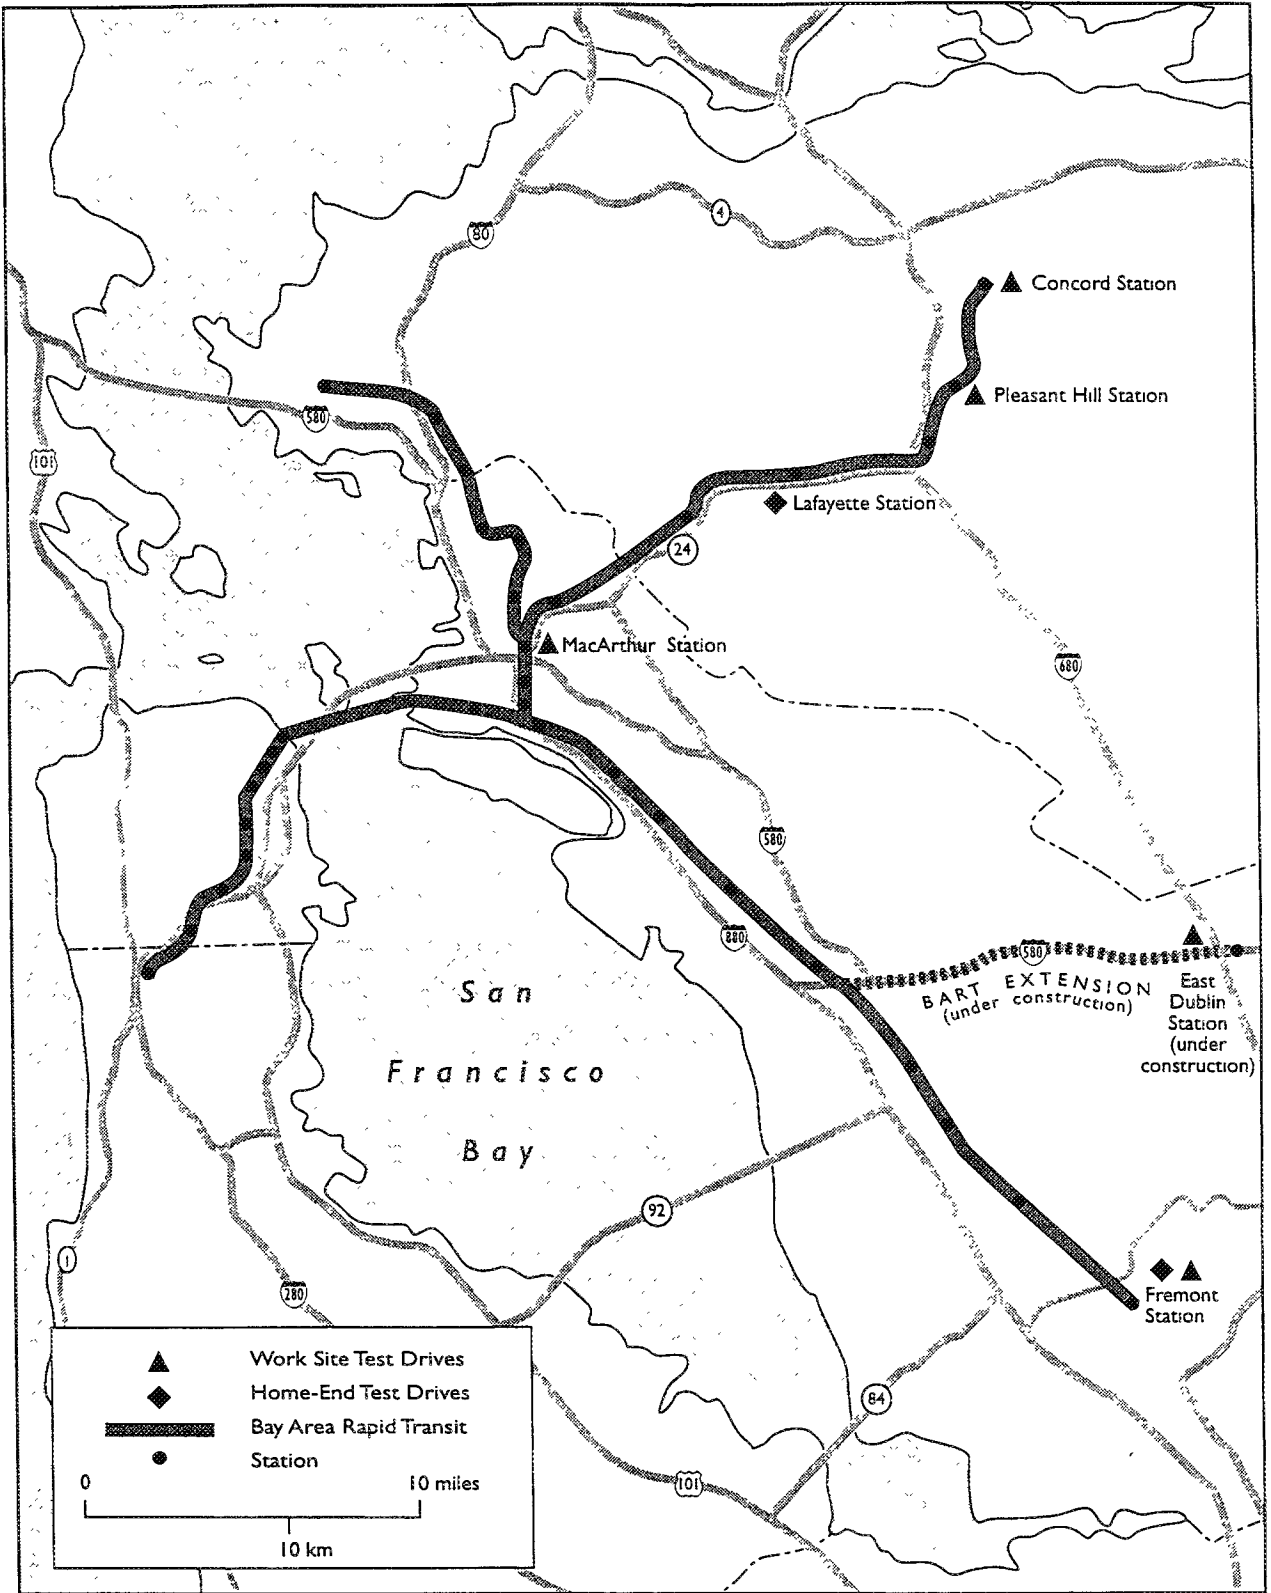 4
80
Concord Station
Pleasant Hill Station
580
101
Lafayette Station
24
MacArthur Station
680
580
880
580
BART EXTENSION
(under construction)
East
Dublin
Station
(under
construction)
San
Francisco
Bay
92
1
280
Fremont
Station
84
101
Work Site Test Drives
Home-End Test Drives
Bay Area Rapid Transit
Station
0 10 miles
10 km